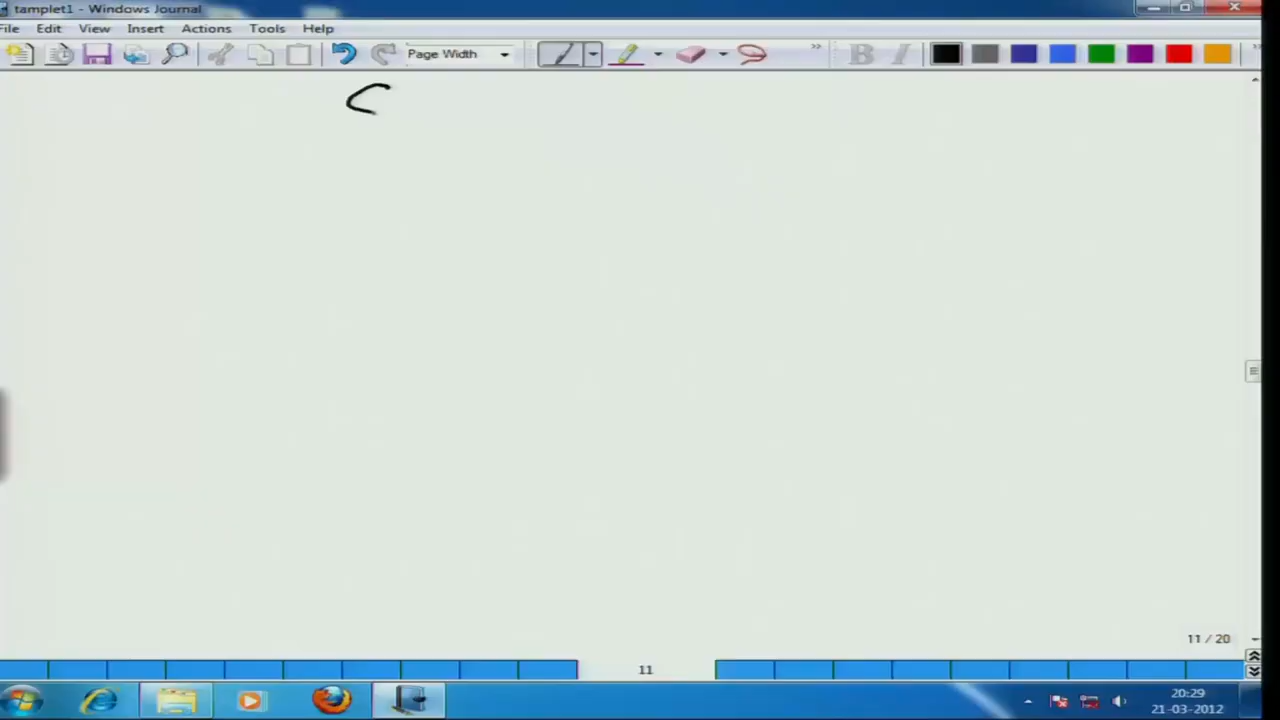 tamplet1 - Windows Journal
File Edit View Insert Actions Tools Help
Page Width B I
C
11 / 20
11
20:29
21-03-2012